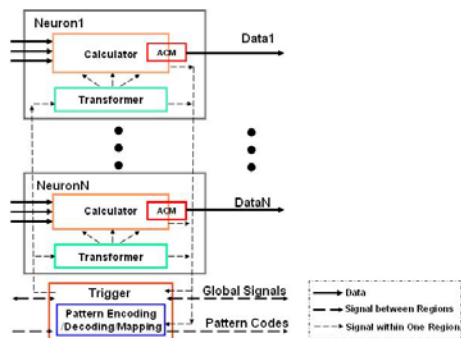 Neuron1
Calculator
ACM
Data1
Transformer
NeuronN
Calculator
ACM
DataN
Transformer
Trigger
Global Signals
Pattern Encoding
/Decoding/Mapping
Pattern Codes
Data
Signal between Regions
Signal within One Region